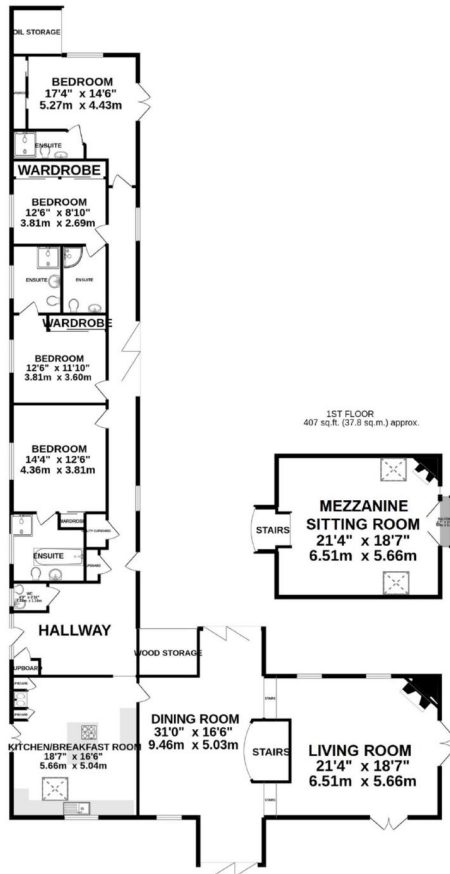 OIL STORAGE
BEDROOM
17'4" x 14'6"
5.27m x 4.43m
ENSUITE
WARDROBE
BEDROOM
12'6" x 8'10"
3.81m x 2.69m
ENSUITE
ENSUITE
WARDROBE
BEDROOM
12'6" x 11'10"
3.81m x 3.60m
BEDROOM
14'4" x 12'6"
4.36m x 3.81m
WARDROBE
ENSUITE
WC
HALLWAY
CUPBOARD
WOOD STORAGE
KITCHEN/BREAKFAST ROOM
18'7" x 16'6"
5.66m x 5.04m
DINING ROOM
31'0" x 16'6"
9.46m x 5.03m
STAIRS
STAIRS
STAIRS
LIVING ROOM
21'4" x 18'7"
6.51m x 5.66m
1ST FLOOR
407 sq.ft. (37.8 sq.m.) approx.
STAIRS
MEZZANINE
SITTING ROOM
21'4" x 18'7"
6.51m x 5.66m